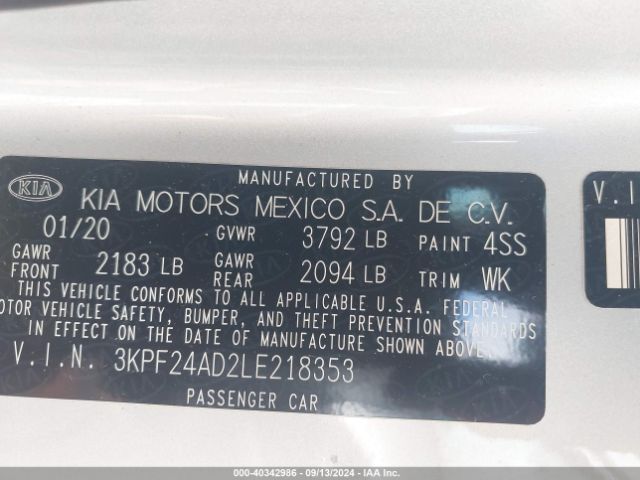 MANUFACTURED BY
KIA KIA MOTORS MEXICO S.A. DE C.V.
01/20 GVWR 3792 LB PAINT 4SS
GAWR FRONT 2183 LB GAWR REAR 2094 LB TRIM WK
THIS VEHICLE CONFORMS TO ALL APPLICABLE U.S.A. FEDERAL
MOTOR VEHICLE SAFETY, BUMPER, AND THEFT PREVENTION STANDARDS
IN EFFECT ON THE DATE OF MANUFACTURE SHOWN ABOVE.
V.I.N. 3KPF24AD2LE218353
PASSENGER CAR
V.I
000-40342986 - 09/13/2024 - IAA Auctions